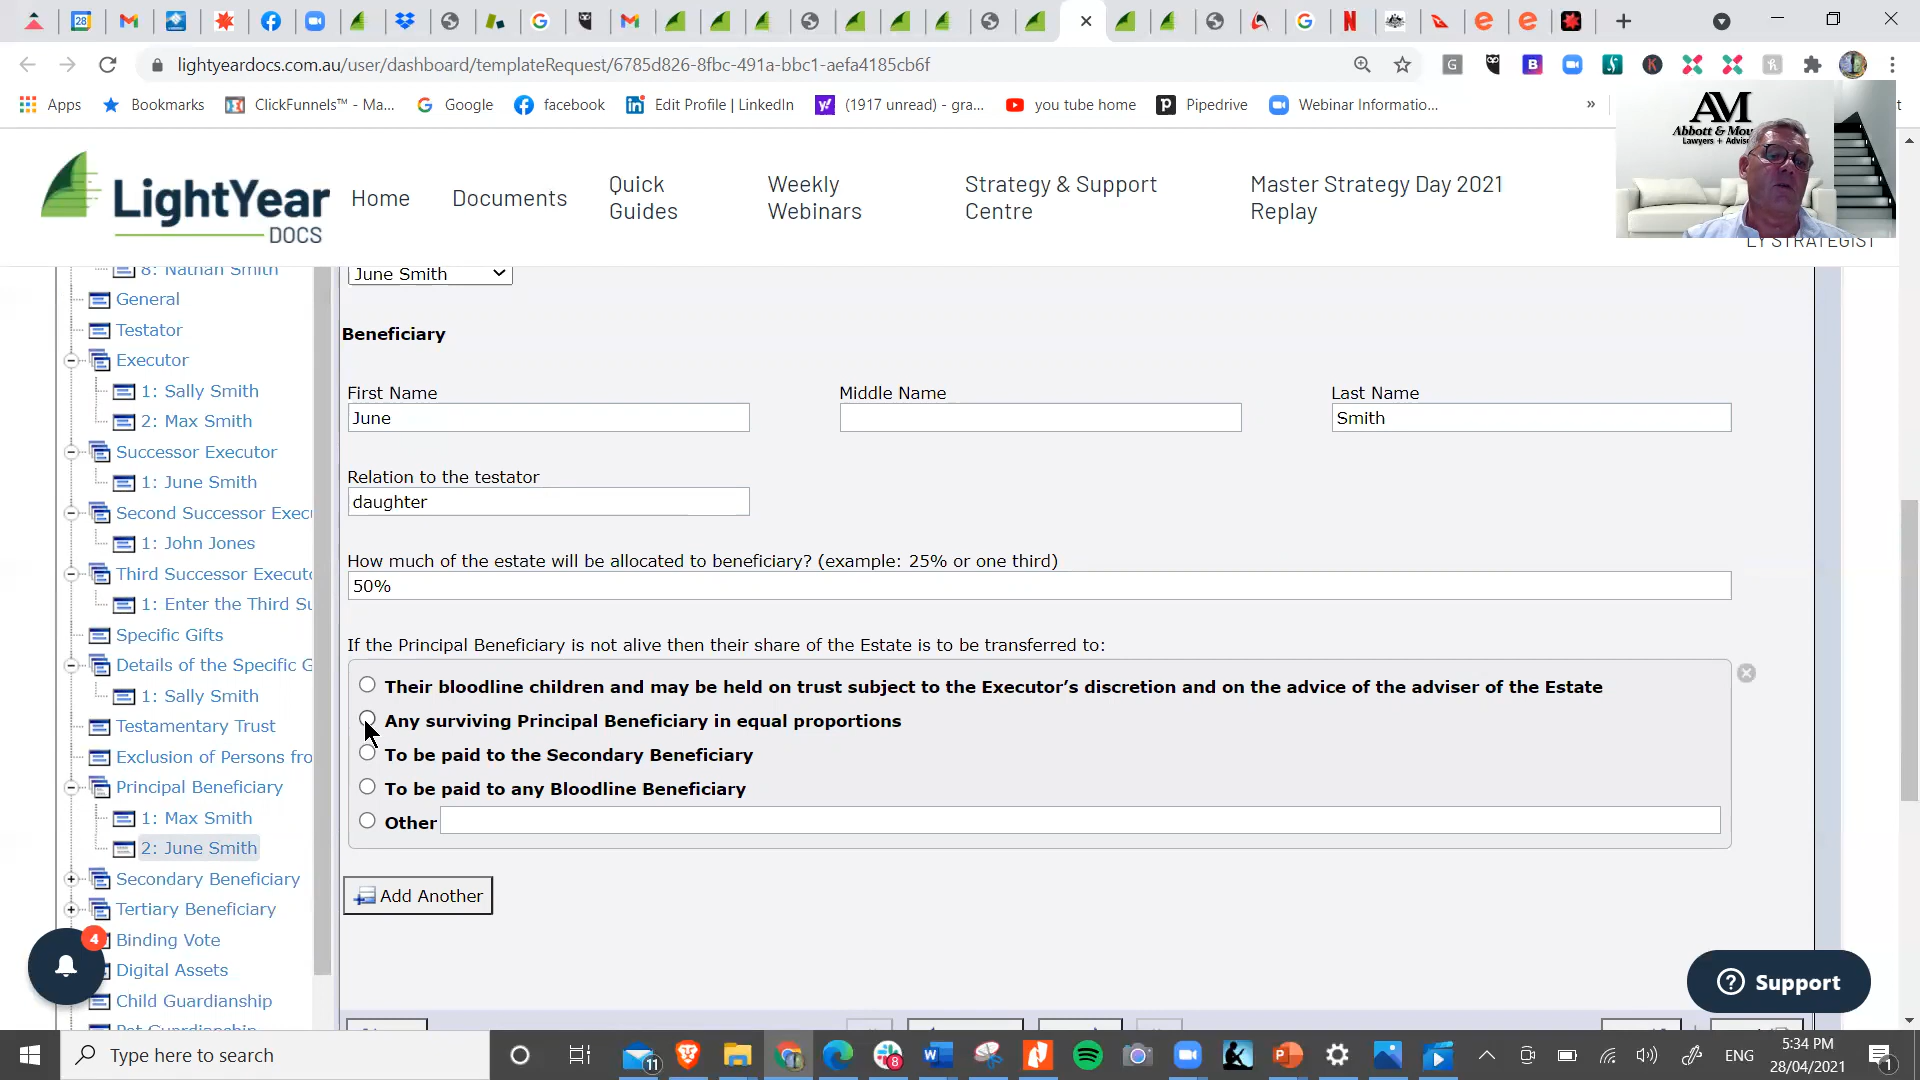 lightyeardocs.com.au/user/dashboard/templateRequest/6785d826-8fbc-491a-bbc1-aefa4185cb6f
Apps
Bookmarks
ClickFunnels™ - Ma...
Google
facebook
Edit Profile | LinkedIn
(1917 unread) - gra...
you tube home
Pipedrive
Webinar Informatio...
»
AM
Abbott & Mou
Lawyers + Advise
LightYear
DOCS
Home
Documents
Quick
Guides
Weekly
Webinars
Strategy & Support
Centre
Master Strategy Day 2021
Replay
LY STRATEGIST
8: Nathan Smith
General
Testator
Executor
1: Sally Smith
2: Max Smith
Successor Executor
1: June Smith
Second Successor Execu
1: John Jones
Third Successor Executo
1: Enter the Third Su
Specific Gifts
Details of the Specific G
1: Sally Smith
Testamentary Trust
Exclusion of Persons fro
Principal Beneficiary
1: Max Smith
2: June Smith
Secondary Beneficiary
Tertiary Beneficiary
Binding Vote
Digital Assets
Child Guardianship
Pet Guardianship
4
June Smith
Beneficiary
First Name
Middle Name
Last Name
June
Smith
Relation to the testator
daughter
How much of the estate will be allocated to beneficiary? (example: 25% or one third)
50%
If the Principal Beneficiary is not alive then their share of the Estate is to be transferred to:
Their bloodline children and may be held on trust subject to the Executor's discretion and on the advice of the adviser of the Estate
Any surviving Principal Beneficiary in equal proportions
To be paid to the Secondary Beneficiary
To be paid to any Bloodline Beneficiary
Other
Add Another
Support
Type here to search
11
8
ENG
5:34 PM
28/04/2021
1